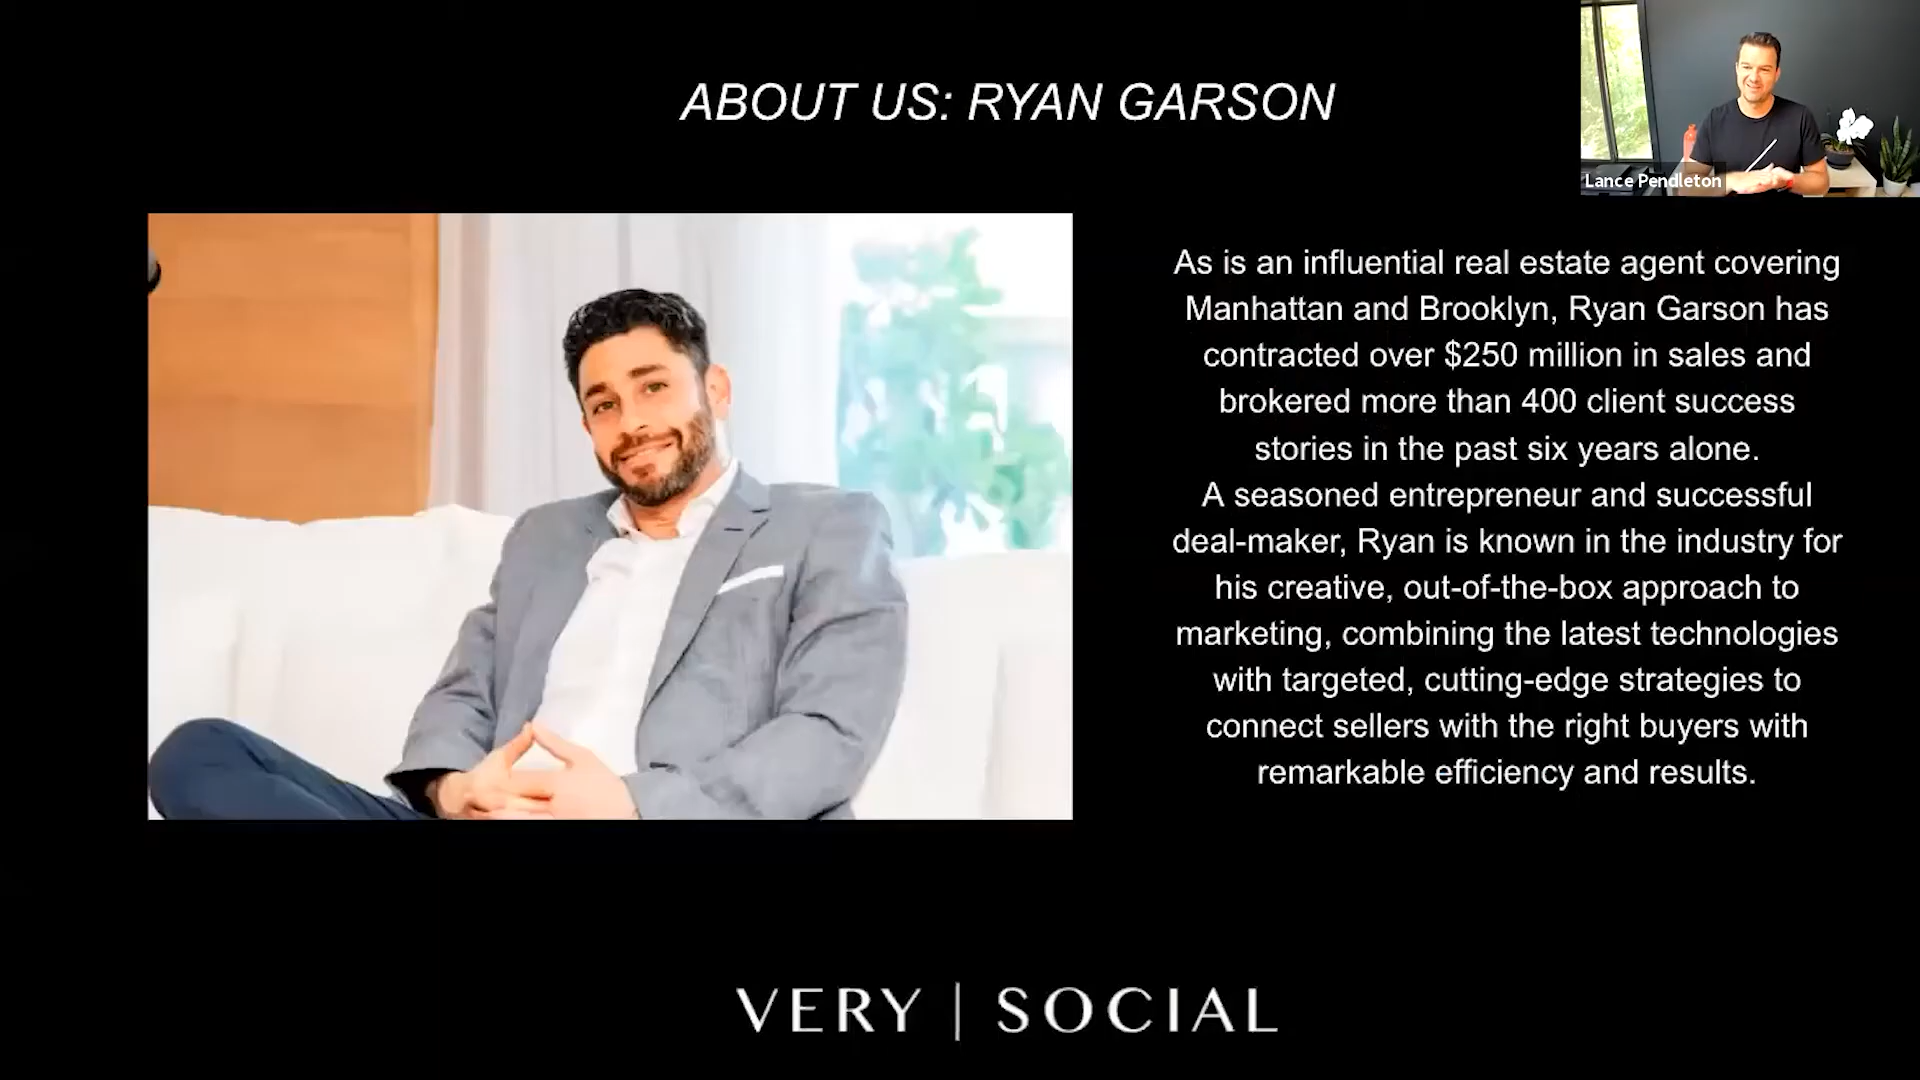 ABOUT US: RYAN GARSON
Lance Pendleton
As is an influential real estate agent covering
Manhattan and Brooklyn, Ryan Garson has
contracted over $250 million in sales and
brokered more than 400 client success
stories in the past six years alone.
A seasoned entrepreneur and successful
deal-maker, Ryan is known in the industry for
his creative, out-of-the-box approach to
marketing, combining the latest technologies
with targeted, cutting-edge strategies to
connect sellers with the right buyers with
remarkable efficiency and results.
VERY | SOCIAL